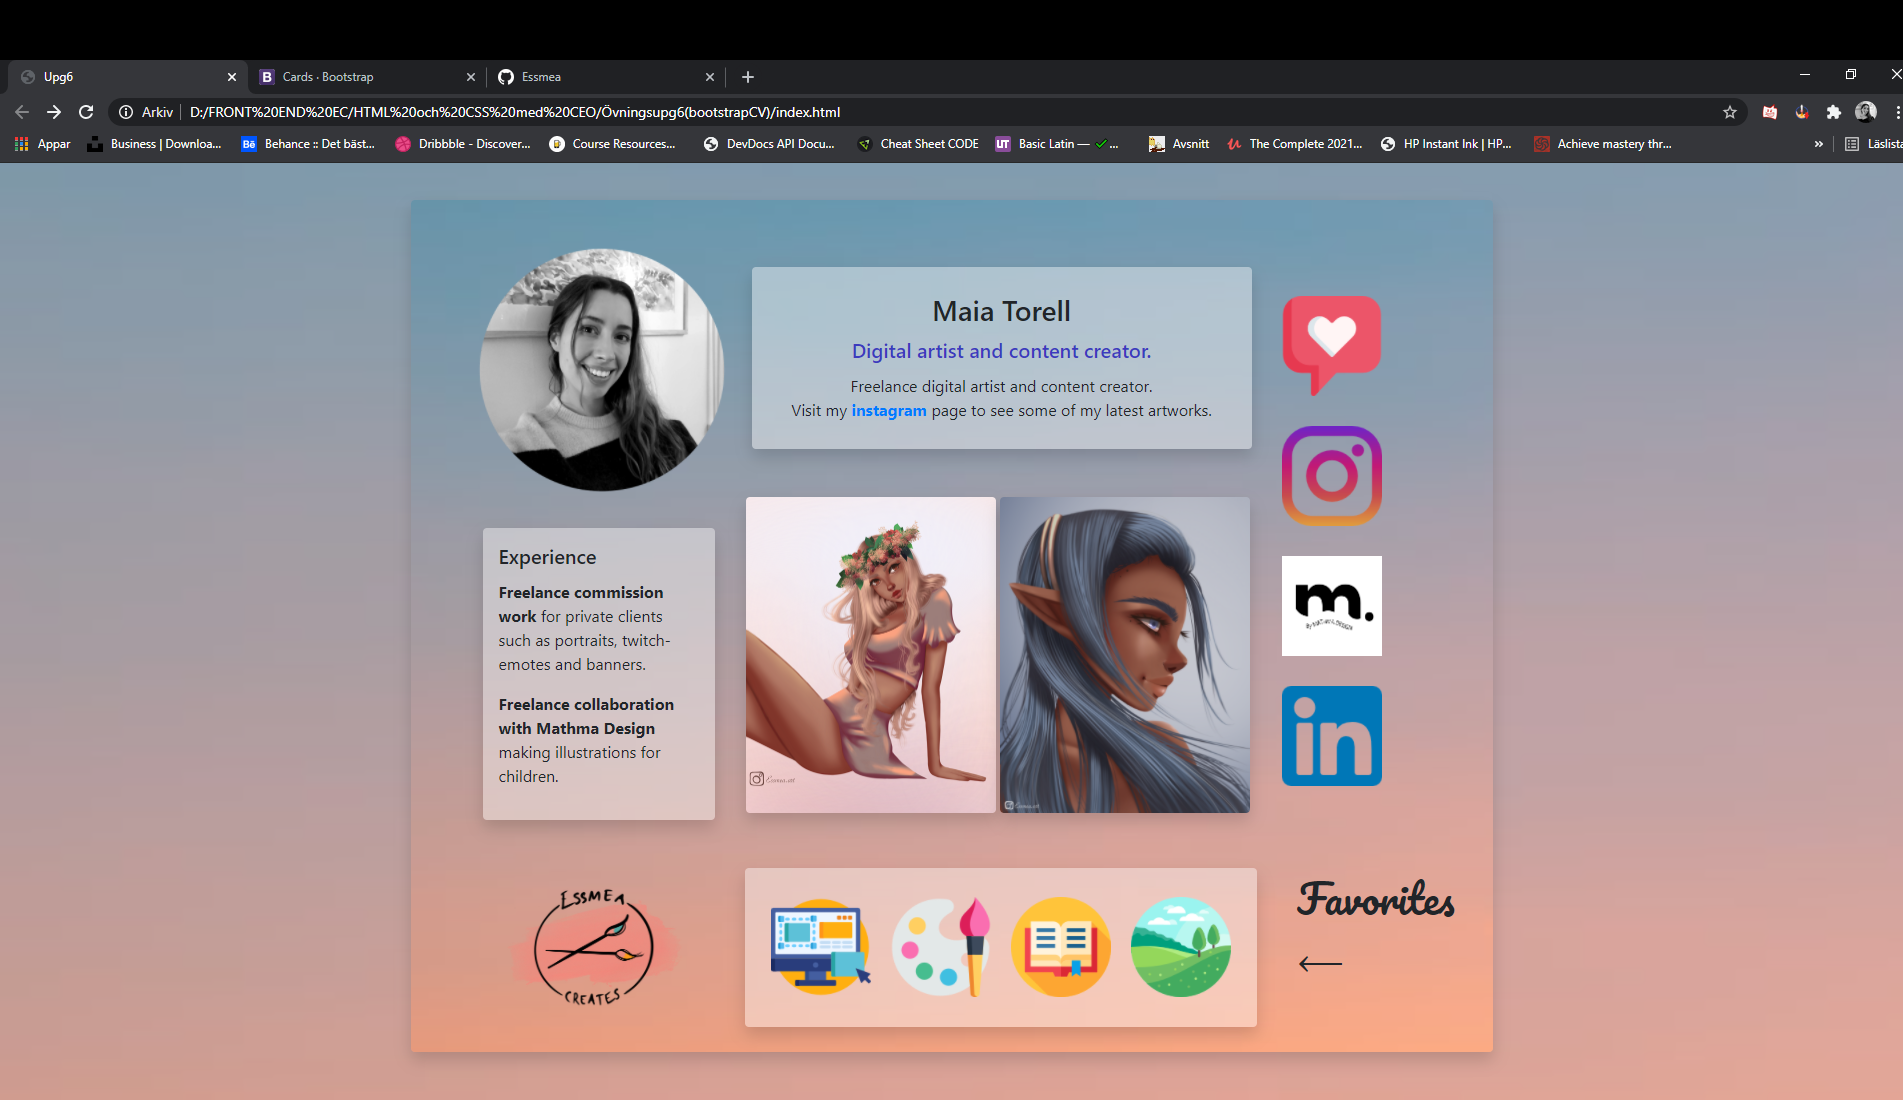 Upg6
Cards · Bootstrap
Essmea
Arkiv
D:/FRONT%20END%20EC/HTML%20och%20CSS%20med%20CEO/Övningsupg6(bootstrapCV)/index.html
Appar
Business | Downloa...
Bē
Behance :: Det bäst...
Dribbble - Discover...
Course Resources...
DevDocs API Docu...
Cheat Sheet CODE
UT
Basic Latin — ✓ ...
Avsnitt
The Complete 2021...
HP Instant Ink | HP...
Achieve mastery thr...
»
Läslista
Maia Torell
Digital artist and content creator.
Freelance digital artist and content creator.
Visit my instagram page to see some of my latest artworks.
Experience
Freelance commission
work for private clients
such as portraits, twitch-
emotes and banners.
Freelance collaboration
with Mathma Design
making illustrations for
children.
m.
in
ESSMEA
CREATES
Favorites